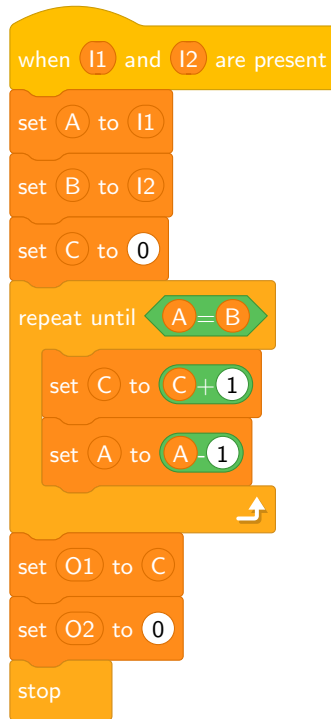 when I1 and I2 are present
set A to I1
set B to I2
set C to 0
repeat until A=B
set C to C+1
set A to A-1
set O1 to C
set O2 to 0
stop